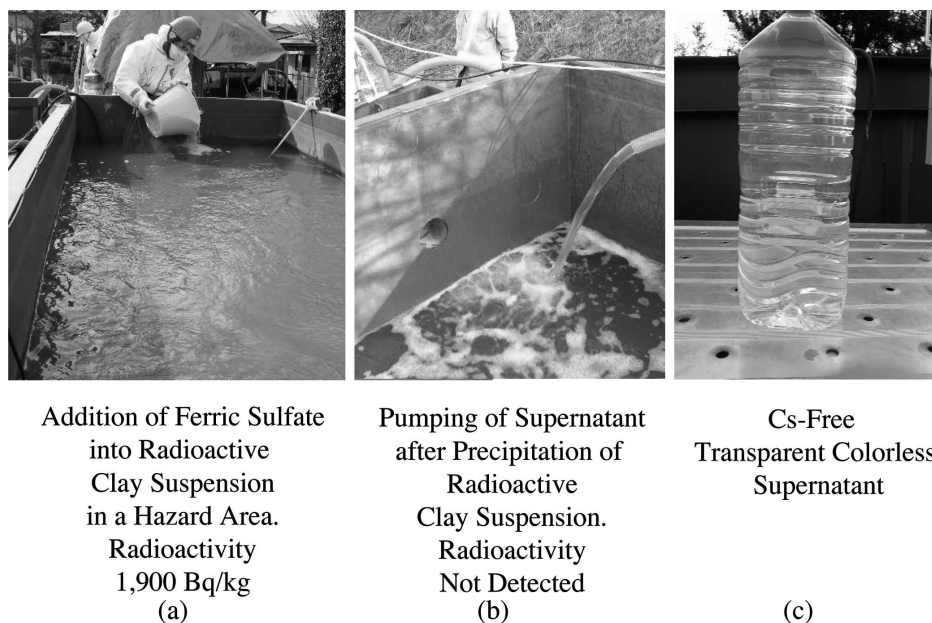 Addition of Ferric Sulfate
into Radioactive
Clay Suspension
in a Hazard Area.
Radioactivity
1,900 Bq/kg
(a)
Pumping of Supernatant
after Precipitation of
Radioactive
Clay Suspension.
Radioactivity
Not Detected
(b)
Cs-Free
Transparent Colorless
Supernatant
(c)